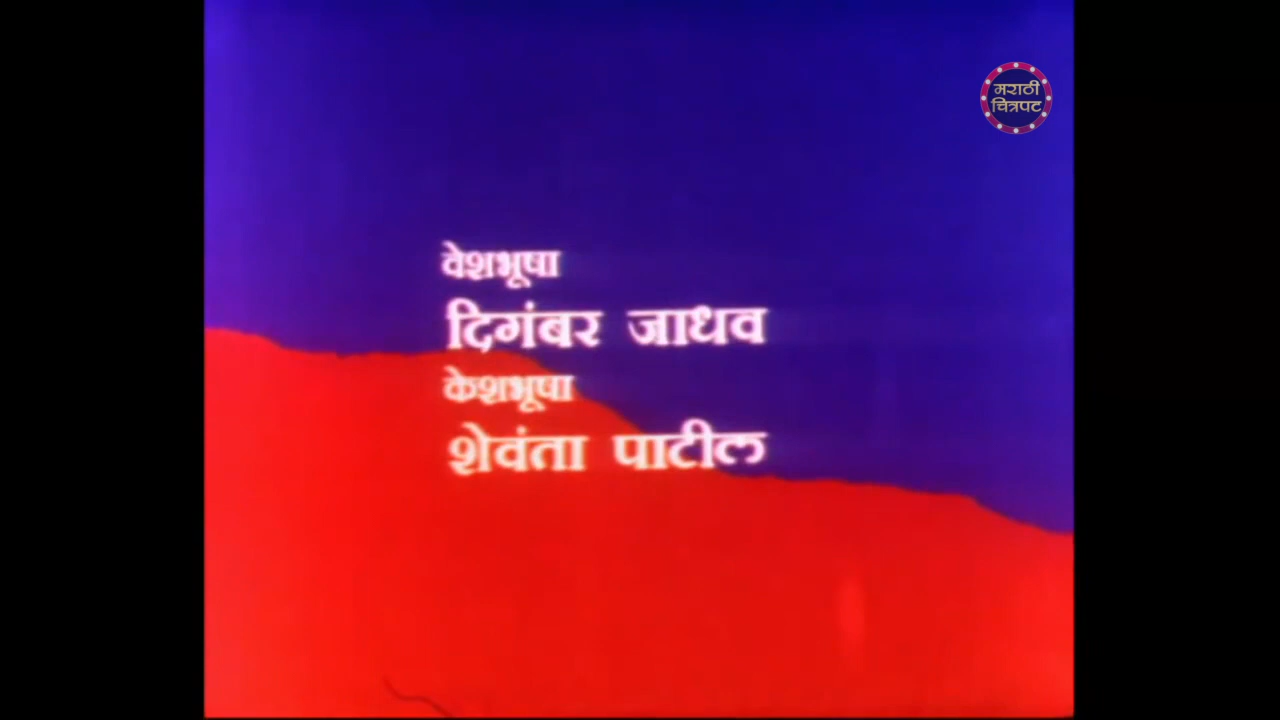 मराठी
चित्रपट
वेशभूषा
दिगंबर जाधव
केशभूषा
शेवंता पाटील